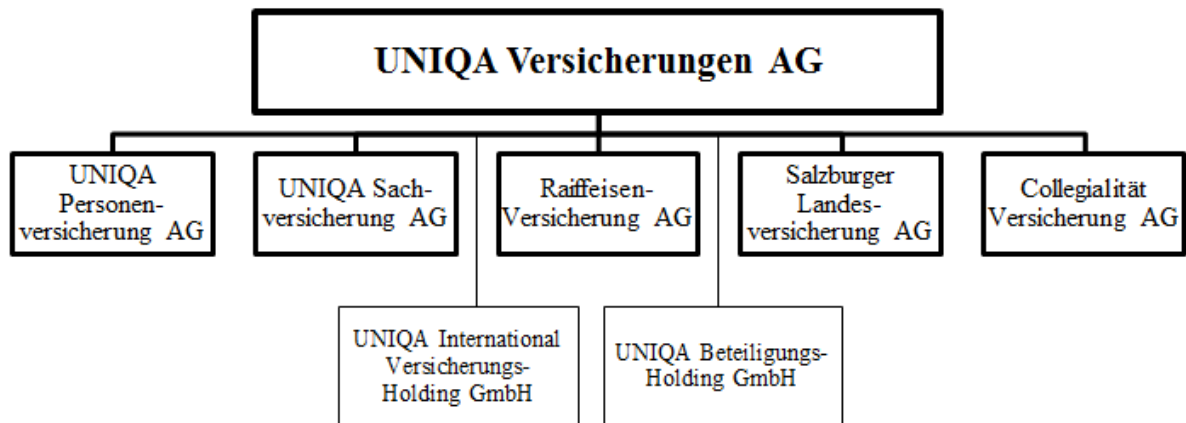 UNIQA Versicherungen AG
UNIQA
Personen-
versicherung AG
UNIQA Sach-
versicherung AG
Raiffeisen-
Versicherung AG
Salzburger
Landes-
versicherung AG
Collegialität
Versicherung AG
UNIQA International
Versicherungs-
Holding GmbH
UNIQA Beteiligungs-
Holding GmbH